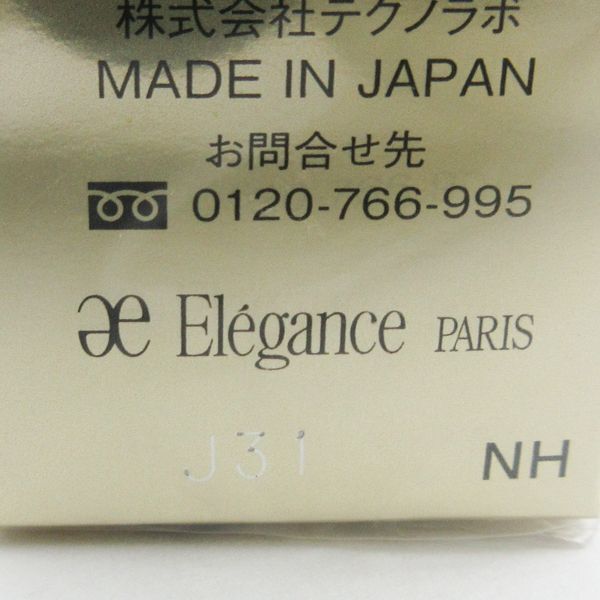 株式会社テクノラボ
MADE IN JAPAN
お問合せ先
0120-766-995
æ Elégance PARIS
J31 NH